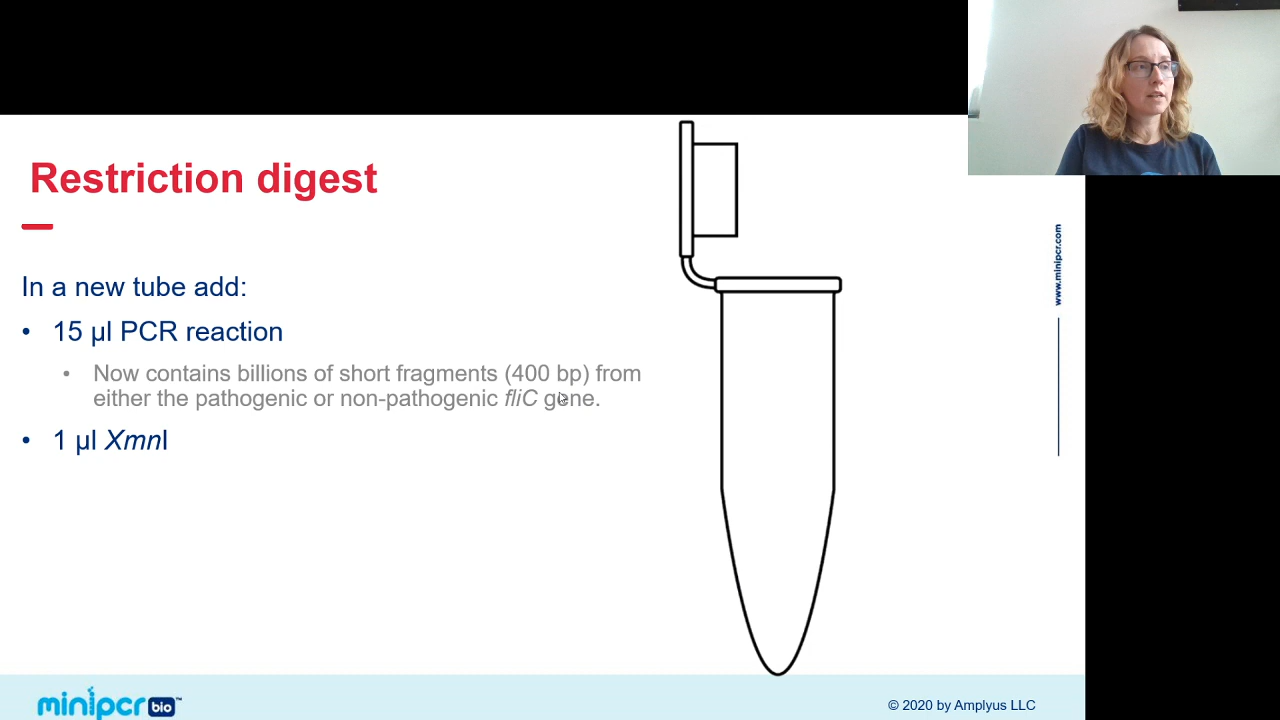 Restriction digest
In a new tube add:
• 15 µl PCR reaction
• Now contains billions of short fragments (400 bp) from
either the pathogenic or non-pathogenic fliC gene.
• 1 µl XmnI
www.minipcr.com
minipcr bio™
© 2020 by Amplyus LLC